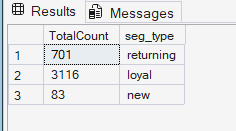 Results Messages
TotalCount seg_type
1 701 returning
2 3116 loyal
3 83 new